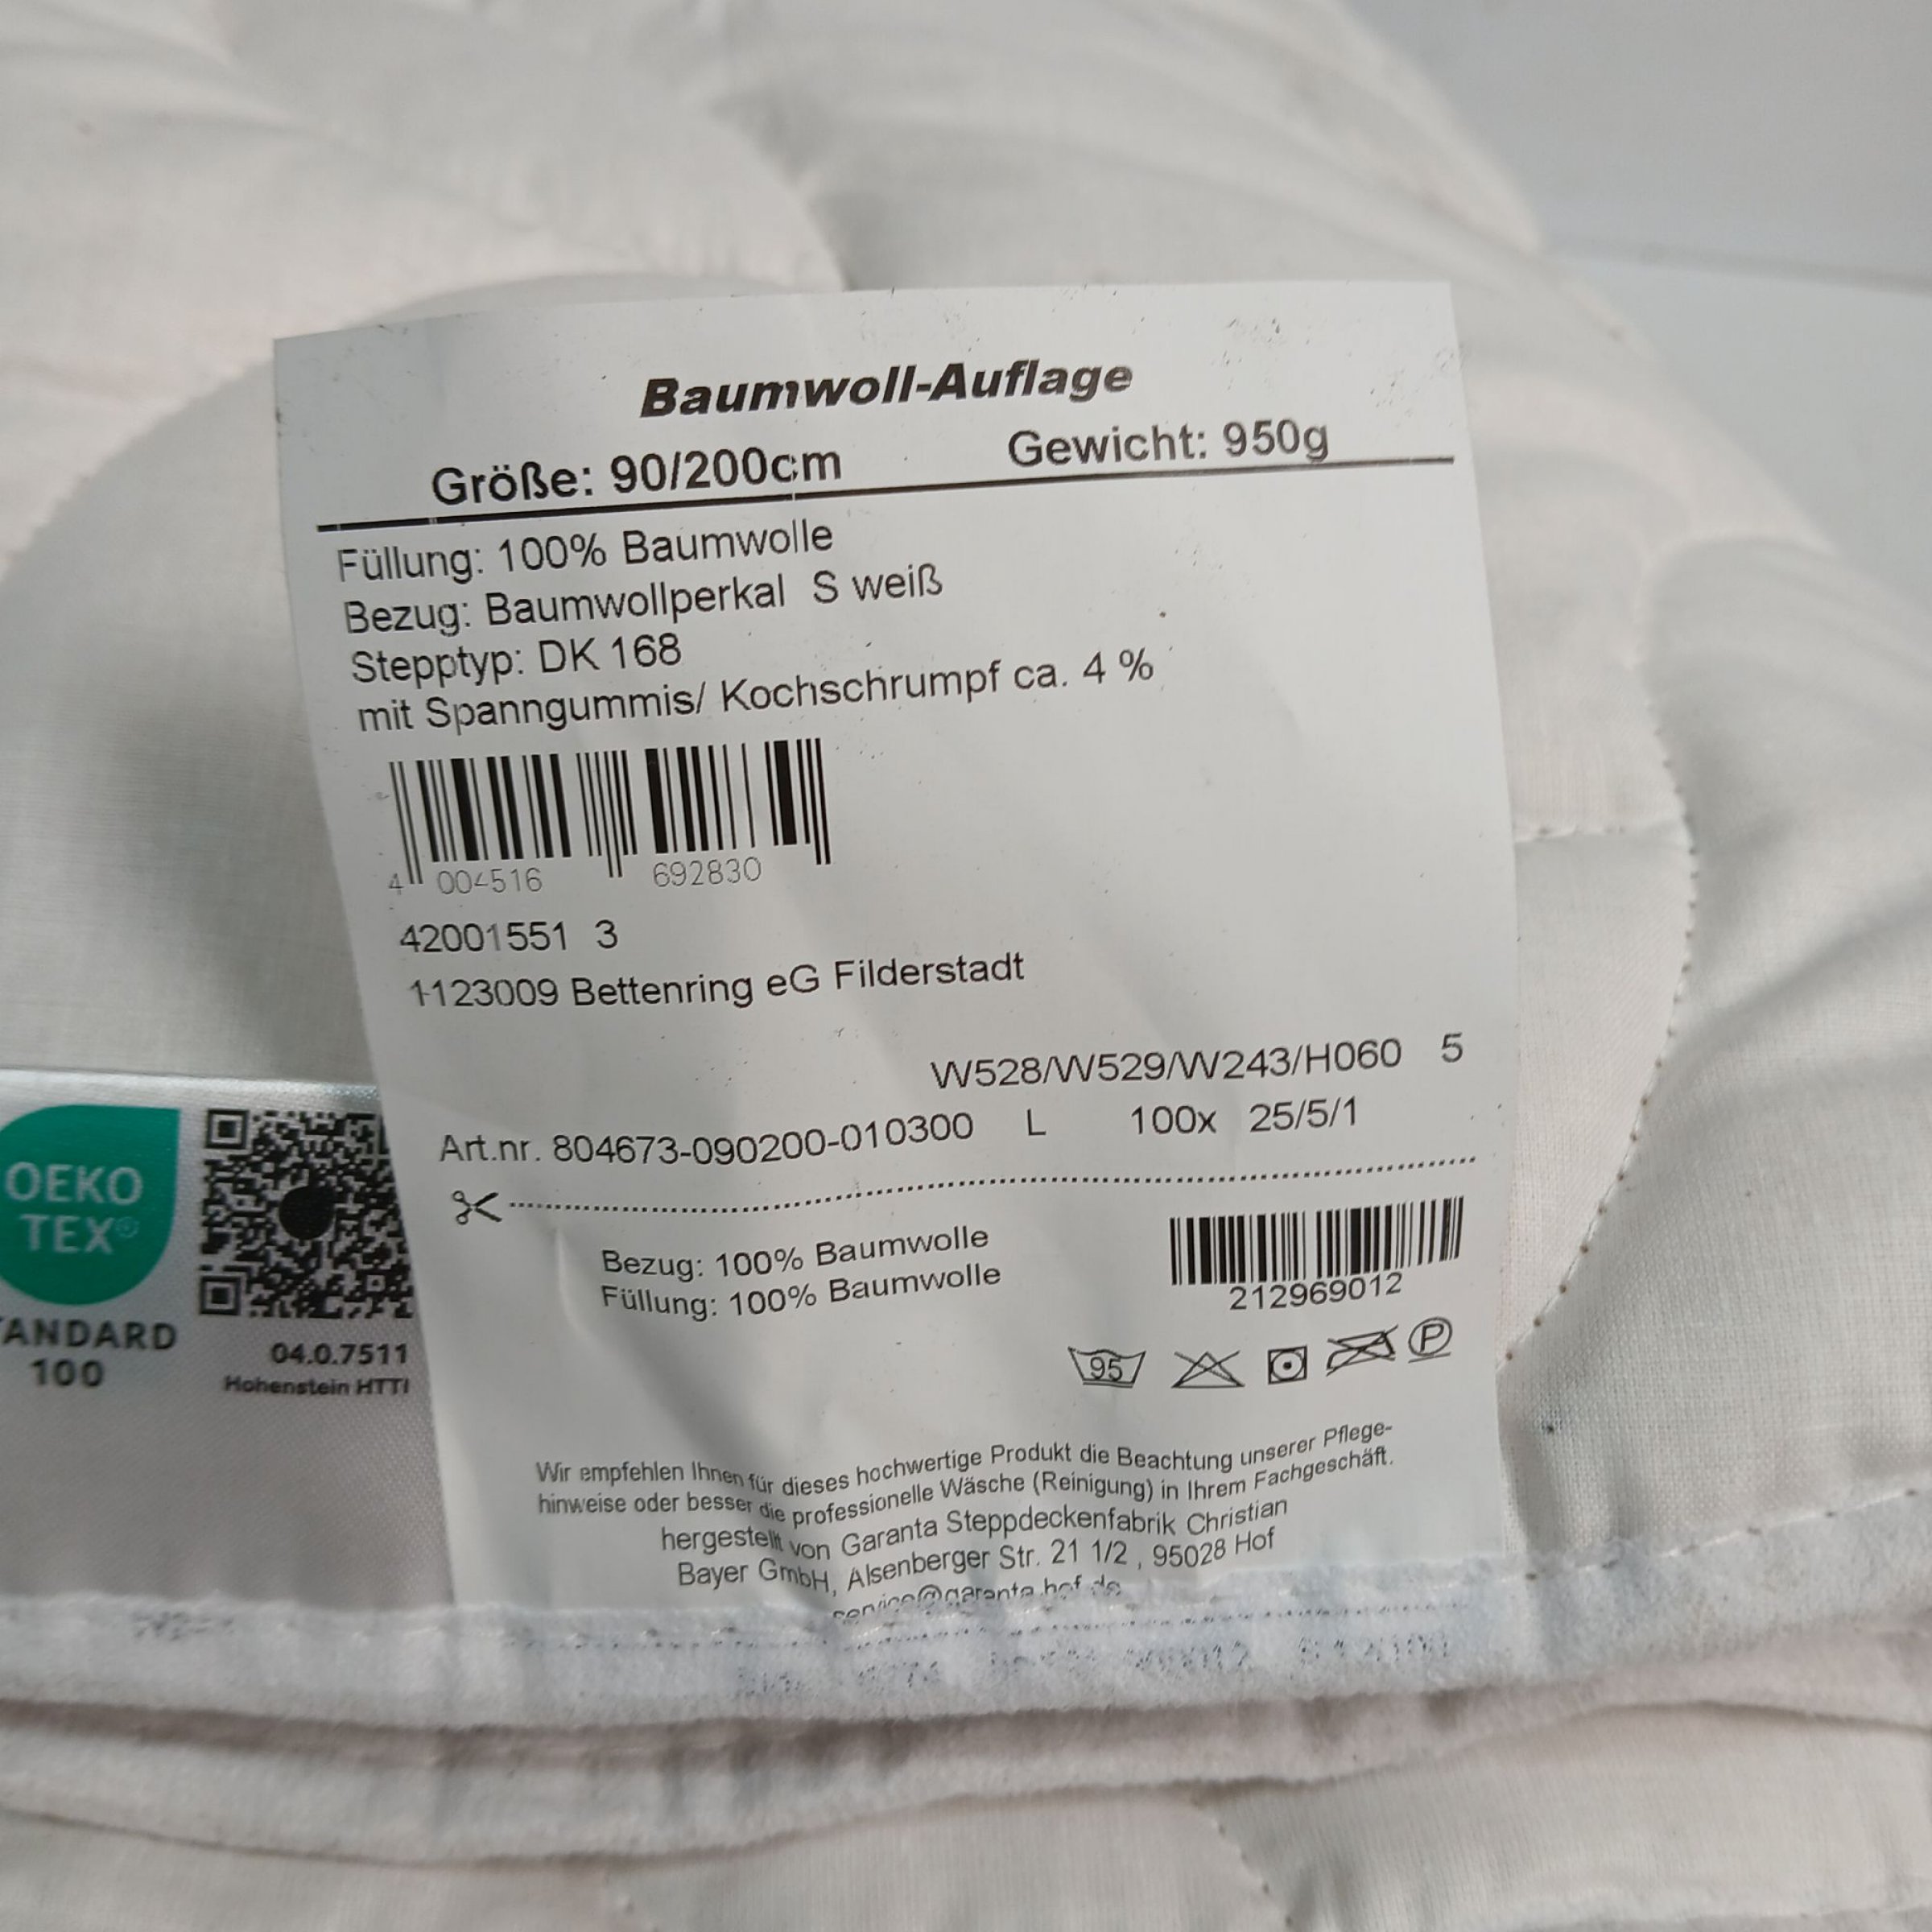 Baumwoll-Auflage
Größe: 90/200cm Gewicht: 950g
Füllung: 100% Baumwolle
Bezug: Baumwollperkal S weiß
Stepptyp: DK 168
mit Spanngummis/ Kochschrumpf ca. 4 %
4 004516 692830
42001551 3
1123009 Bettenring eG Filderstadt
W528/W529/W243/H060 5
Art.nr. 804673-090200-010300 L 100x 25/5/1
Bezug: 100% Baumwolle
Füllung: 100% Baumwolle
212969012
95 P
Wir empfehlen Ihnen für dieses hochwertige Produkt die Beachtung unserer Pflege-
hinweise oder besser die professionelle Wäsche (Reinigung) in Ihrem Fachgeschäft.
hergestellt von Garanta Steppdeckenfabrik Christian
Bayer GmbH, Alsenberger Str. 21 1/2 , 95028 Hof
OEKO
TEX®
ANDARD
100
04.0.7511
Hohenstein HTTI